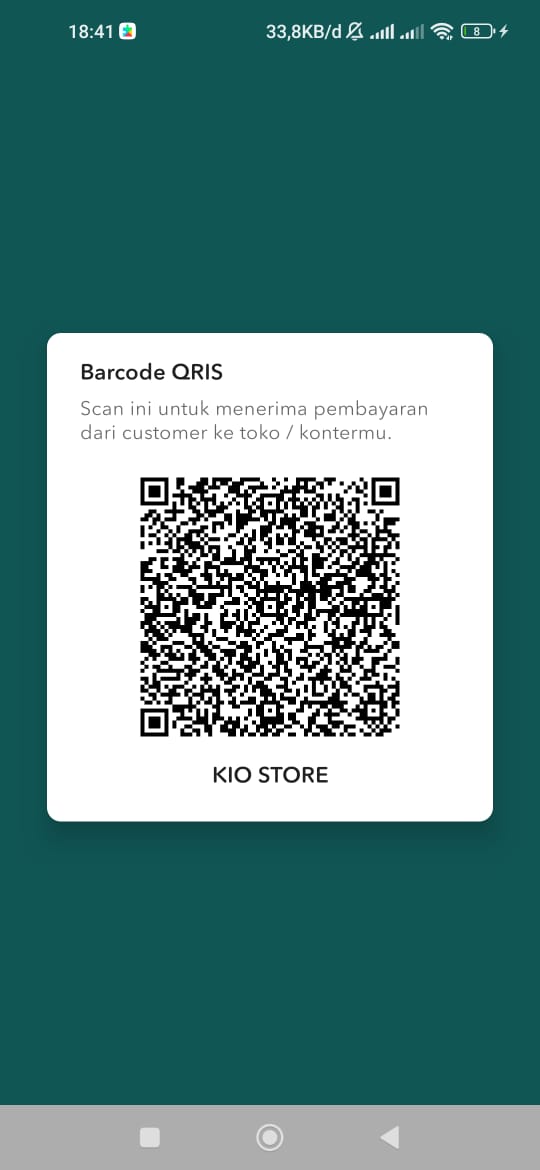 18:41 33,8KB/d 8
Barcode QRIS
Scan ini untuk menerima pembayaran
dari customer ke toko / kontermu.
KIO STORE